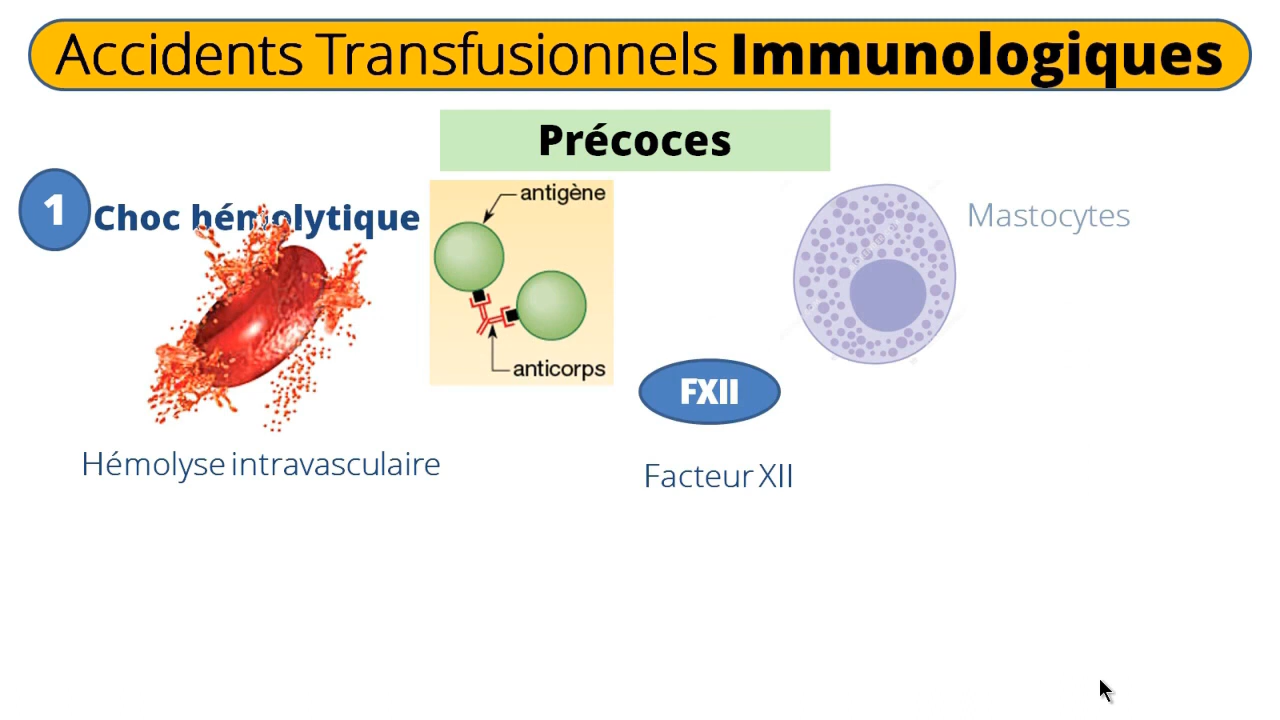 Accidents Transfusionnels Immunologiques
Précoces
1
Choc hémolytique
antigène
anticorps
Mastocytes
FXII
Hémolyse intravasculaire
Facteur XII